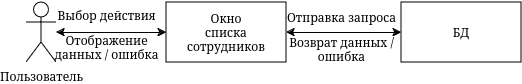 Выбор действия
Отображение
данных / ошибка
Пользователь
Окно
списка
сотрудников
Отправка запроса
Возврат данных /
ошибка
БД